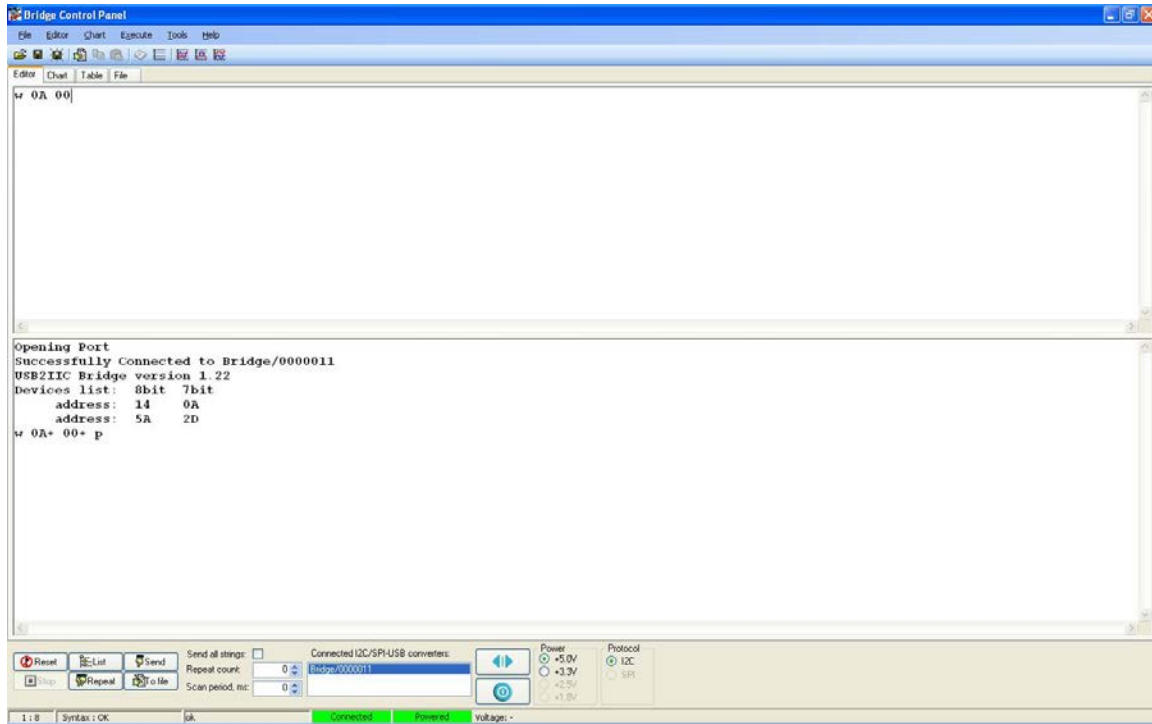 Bridge Control Panel
File Editor Chart Execute Tools Help
Editor Chart Table File
w 0A 00
Opening Port
Successfully Connected to Bridge/0000011
USB2IIC Bridge version 1.22
Devices list: 8bit 7bit
address: 14 0A
address: 5A 2D
w 0A+ 00+ p
Reset List Send
Stop Repeat To file
Send all strings:
Repeat count: 0
Scan period, ms: 0
Connected I2C/SPI-USB converters:
Bridge/0000011
Power
+5.0V
+3.3V
+2.5V
+1.8V
Protocol
I2C
SPI
1 : 8 Syntax : OK ok. Connected Powered Voltage: -